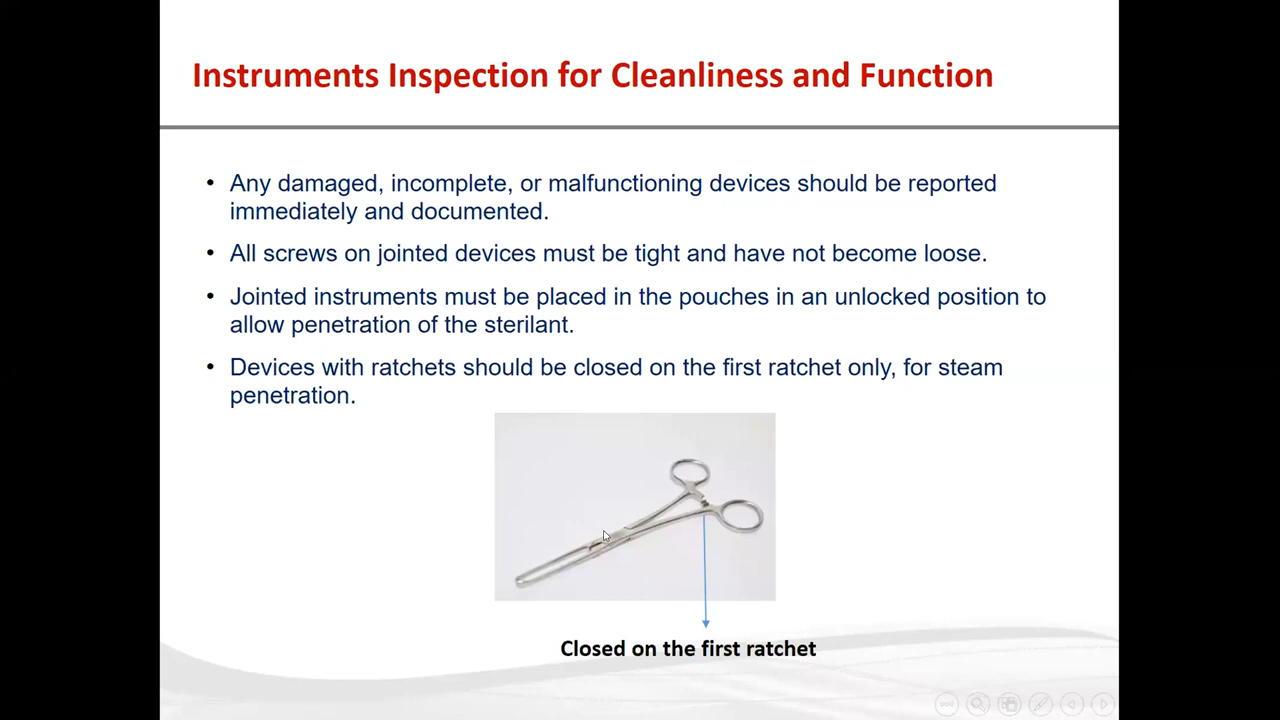 Instruments Inspection for Cleanliness and Function
• Any damaged, incomplete, or malfunctioning devices should be reported
immediately and documented.
• All screws on jointed devices must be tight and have not become loose.
• Jointed instruments must be placed in the pouches in an unlocked position to
allow penetration of the sterilant.
• Devices with ratchets should be closed on the first ratchet only, for steam
penetration.
Closed on the first ratchet